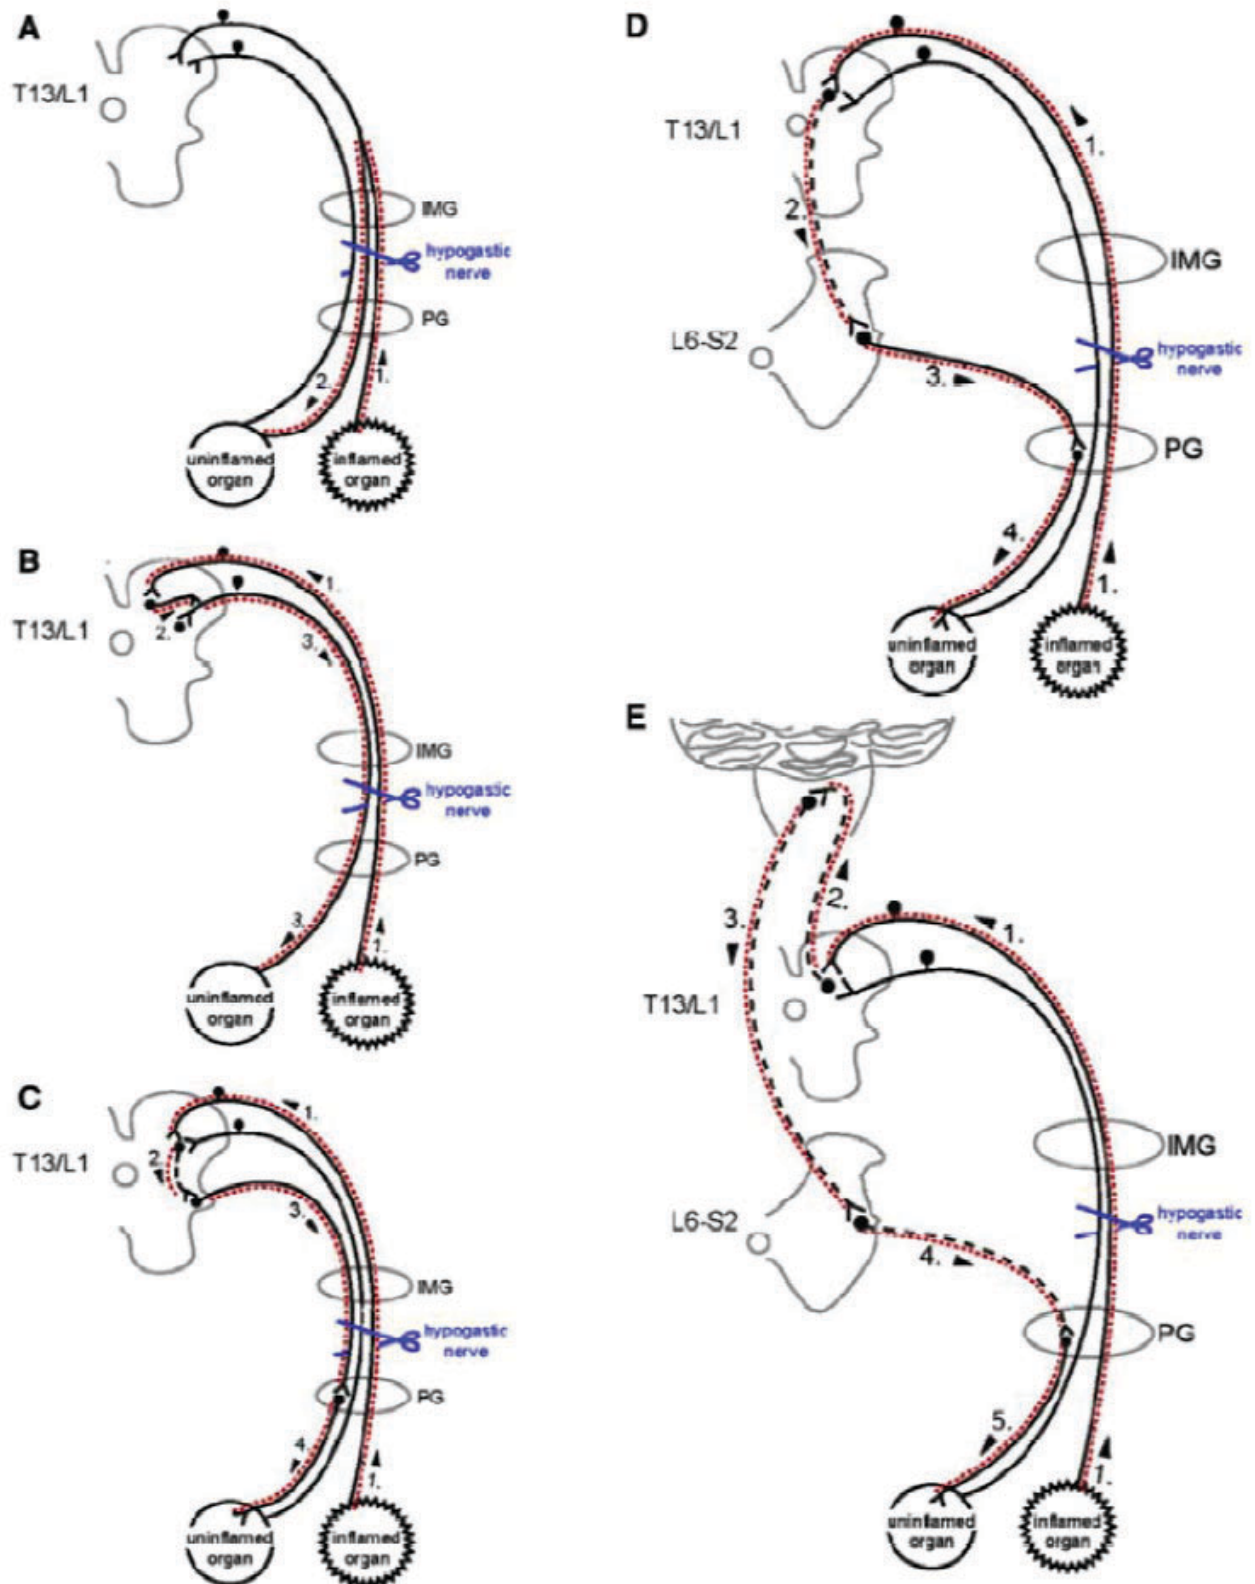 A
T13/L1
IMG
hypogastic
nerve
PG
2.
1.
uninflamed
organ
inflamed
organ
B
1.
T13/L1
2.
3.
IMG
hypogastic
nerve
PG
3.
1.
uninflamed
organ
inflamed
organ
C
1.
T13/L1
2.
3.
IMG
hypogastic
nerve
PG
4.
1.
uninflamed
organ
inflamed
organ
D
T13/L1
1.
2.
IMG
L6-S2
hypogastic
nerve
3.
PG
4.
1.
uninflamed
organ
inflamed
organ
E
2.
3.
1.
T13/L1
IMG
L6-S2
hypogastic
nerve
4.
PG
5.
1.
uninflamed
organ
inflamed
organ